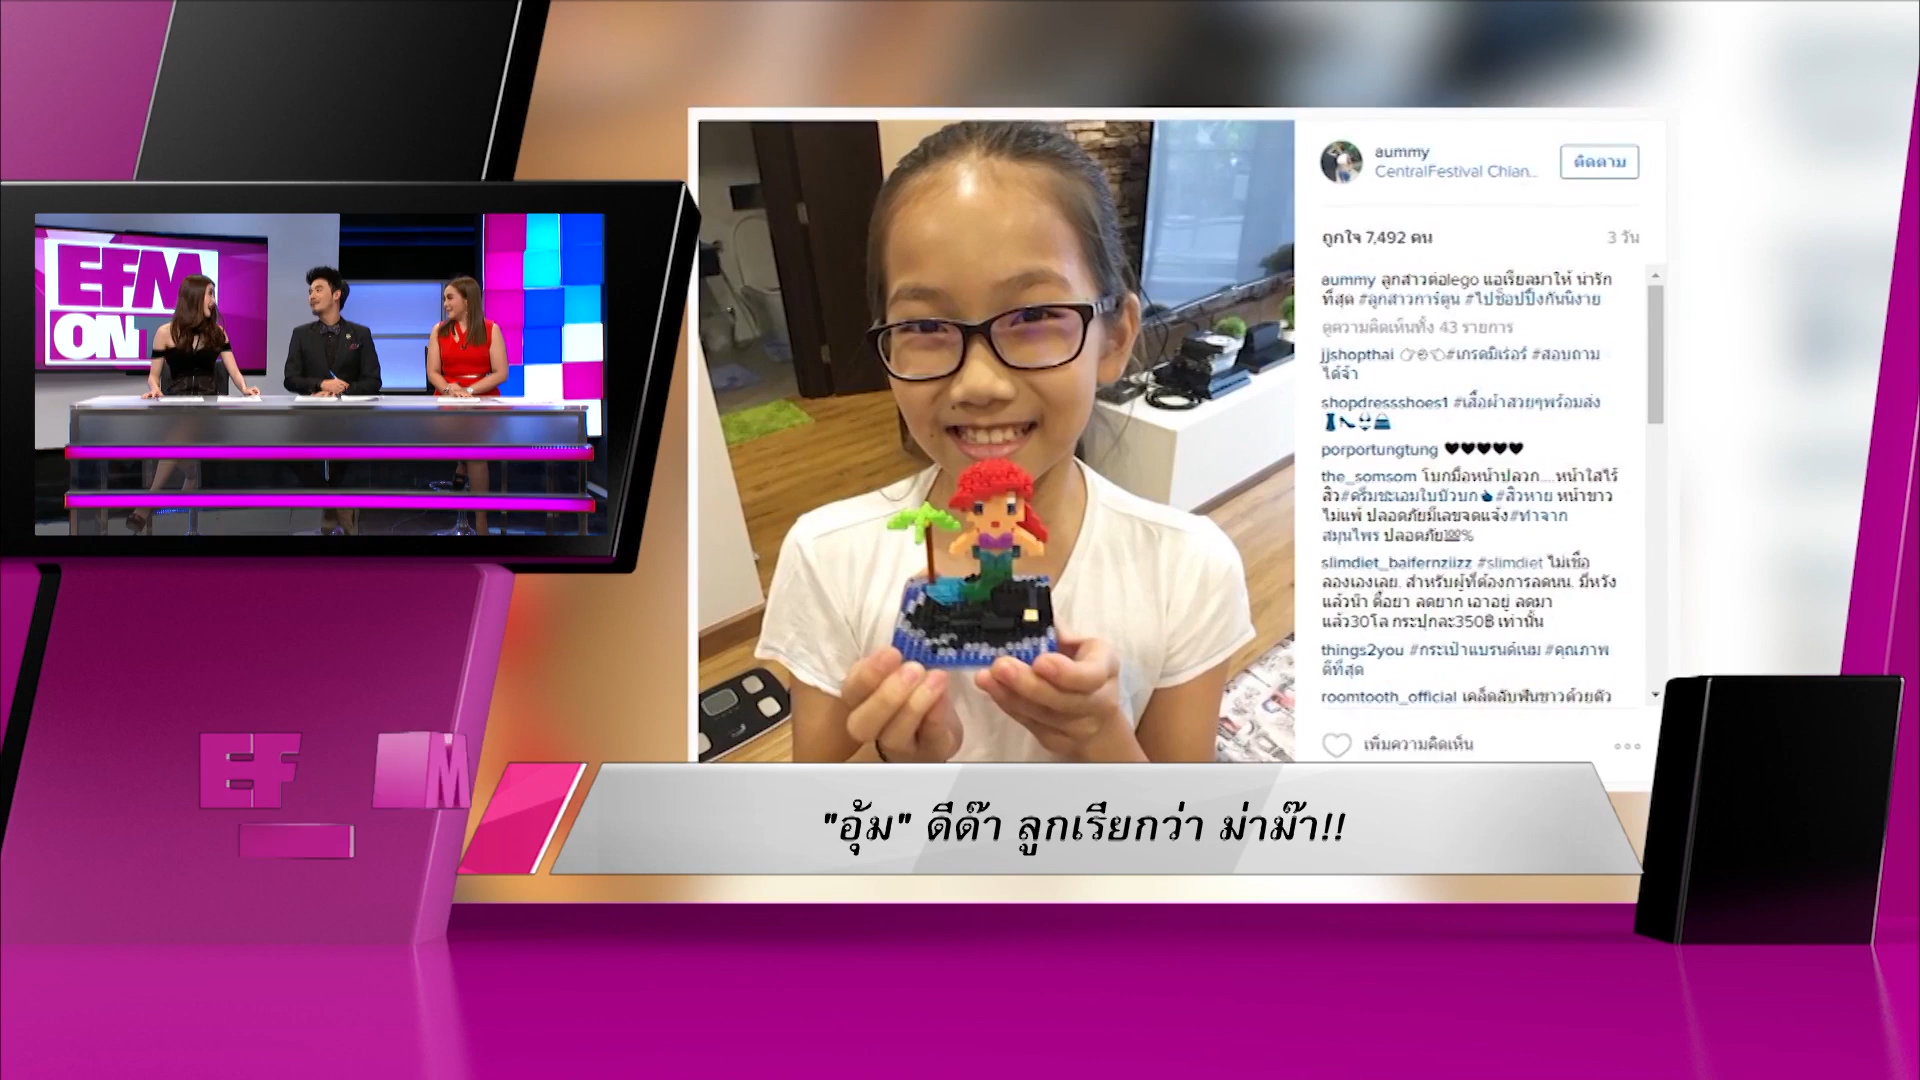 EFM
ON
aummy
CentralFestival Chian...
ติดตาม
ถูกใจ 7,492 คน
3 วัน
aummy ลูกสาวต่อlego แอเรียลมาให้ น่ารัก
ที่สุด #ลูกสาวการ์ตูน #ไปช็อปปิ้งกันนิงาย
ดูความคิดเห็นทั้ง 43 รายการ
jjshopthai #เกรดมิเร่อร์ #สอบถาม
ได้จ้า
shopdressshoes1 #เสื้อผ้าสวยๆพร้อมส่ง
porportungtung ♥♥♥♥♥
the_somsom โบกมือหน้าปลวก....หน้าใสไร้
สิว#ครีมชะเอมใบบัวบก #สิวหาย หน้าขาว
ไม่แพ้ ปลอดภัยมีเลขจดแจ้ง#ทำจาก
สมุนไพร ปลอดภัย100%
slimdiet_baifernziizz #slimdiet ไม่เชื่อ
ลองเองเลย. สำหรับผู้ที่ต้องการลดนน. มีหวัง
แล้วน้ำ ดื้อยา ลดยาก เอาอยู่ ลดมา
แล้ว30โล กระปุกละ350฿ เท่านั้น
things2you #กระเป๋าแบรนด์เนม #คุณภาพ
ดีที่สุด
roomtooth_official เคล็ดลับฟันขาวด้วยตัว
เพิ่มความคิดเห็น
EF M
"อุ้ม" ดีด๊า ลูกเรียกว่า ม่าม๊า!!